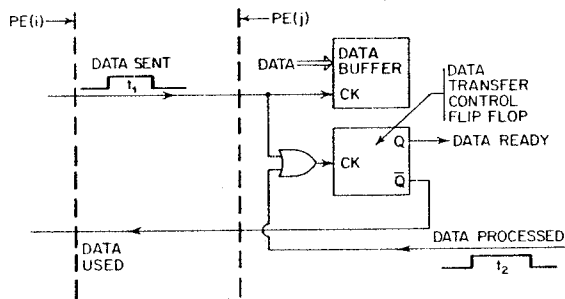 PE(i)
PE(j)
DATA SENT
t1
DATA
DATA
BUFFER
CK
DATA
TRANSFER
CONTROL
FLIP FLOP
CK
Q
DATA READY
Q̅
DATA
USED
DATA PROCESSED
t2